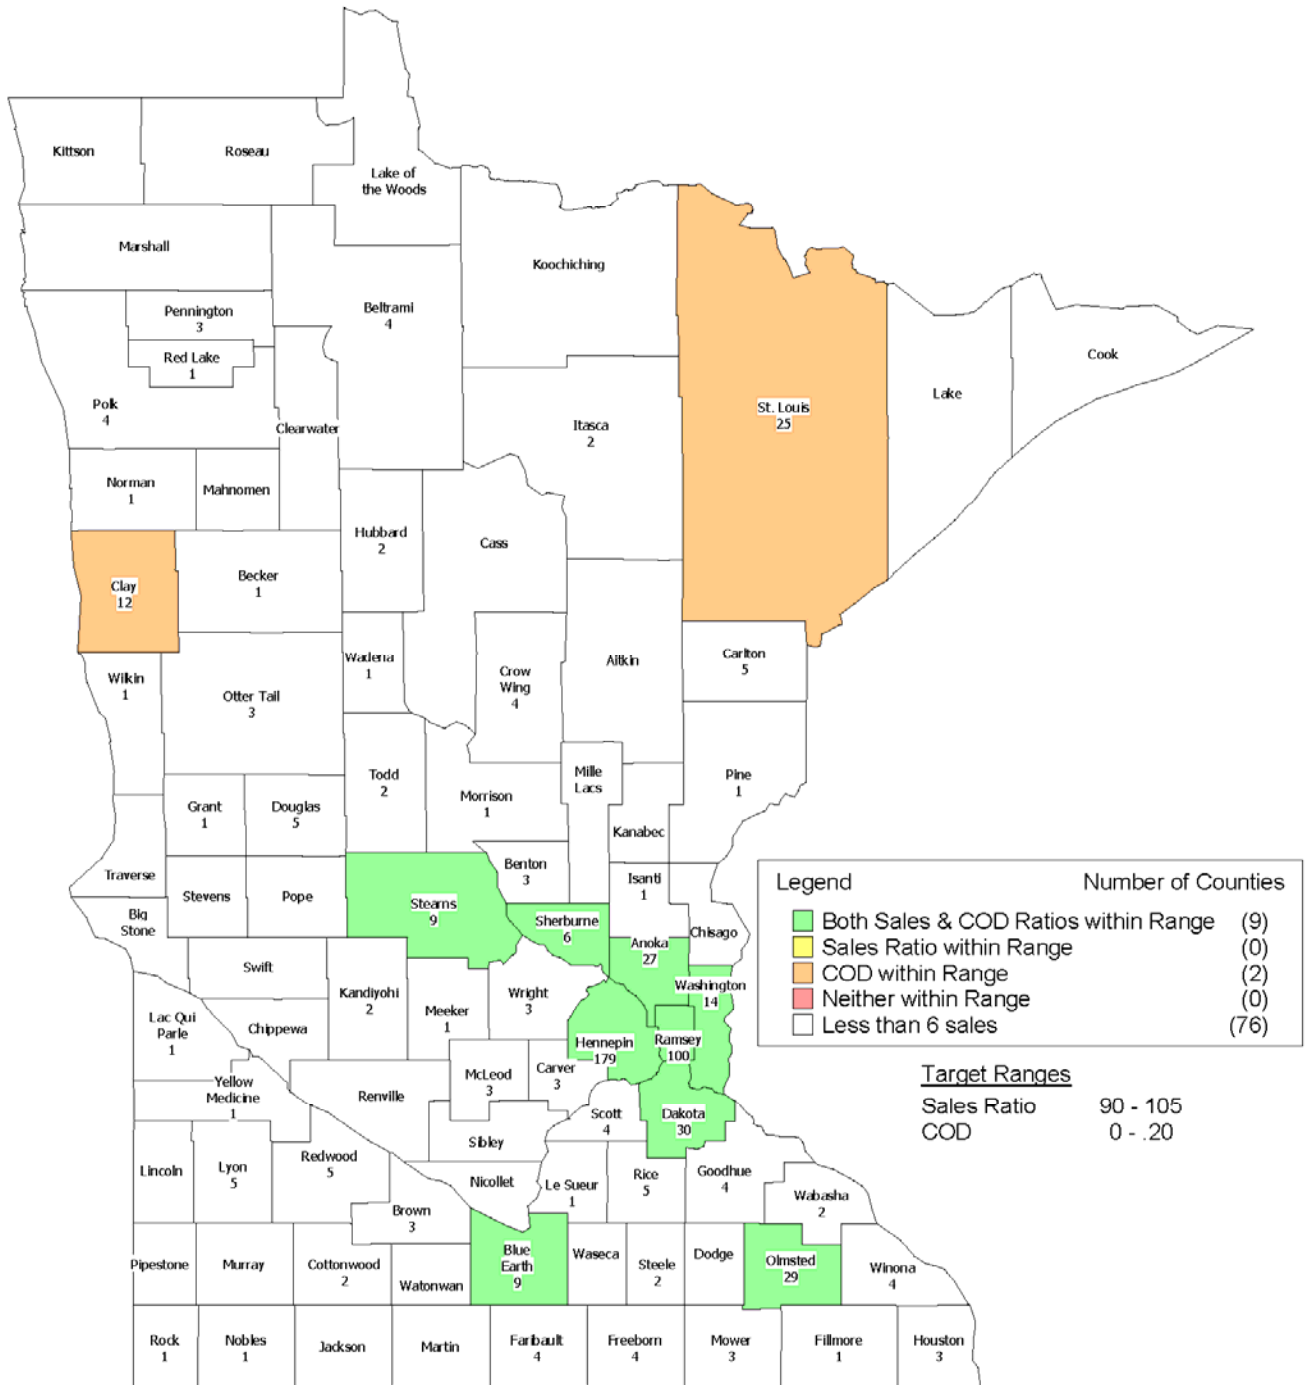 Kittson
Roseau
Lake of
the Woods
Marshall
Koochiching
Pennington
3
Beltrami
4
Red Lake
1
Polk
4
Clearwater
Itasca
2
St. Louis
25
Lake
Cook
Norman
1
Mahnomen
Hubbard
2
Cass
Clay
12
Becker
1
Wadena
1
Crow
Wing
4
Aitkin
Carlton
5
Wilkin
1
Otter Tail
3
Todd
2
Morrison
1
Mille
Lacs
Pine
1
Grant
1
Douglas
5
Kanabec
Benton
3
Isanti
1
Traverse
Stevens
Pope
Stearns
9
Sherburne
6
Big
Stone
Anoka
27
Chisago
Swift
Kandiyohi
2
Meeker
1
Wright
3
Washington
14
Lac Qui
Parle
1
Chippewa
Hennepin
179
Ramsey
100
McLeod
3
Carver
3
Yellow
Medicine
1
Renville
Scott
4
Dakota
30
Sibley
Lincoln
Lyon
5
Redwood
5
Nicollet
Le Sueur
1
Rice
5
Goodhue
4
Wabasha
2
Brown
3
Pipestone
Murray
Cottonwood
2
Watonwan
Blue
Earth
9
Waseca
Steele
2
Dodge
Olmsted
29
Winona
4
Rock
1
Nobles
1
Jackson
Martin
Faribault
4
Freeborn
4
Mower
3
Fillmore
1
Houston
3
Legend Number of Counties
Both Sales & COD Ratios within Range (9)
Sales Ratio within Range (0)
COD within Range (2)
Neither within Range (0)
Less than 6 sales (76)
Target Ranges
Sales Ratio 90 - 105
COD 0 - .20